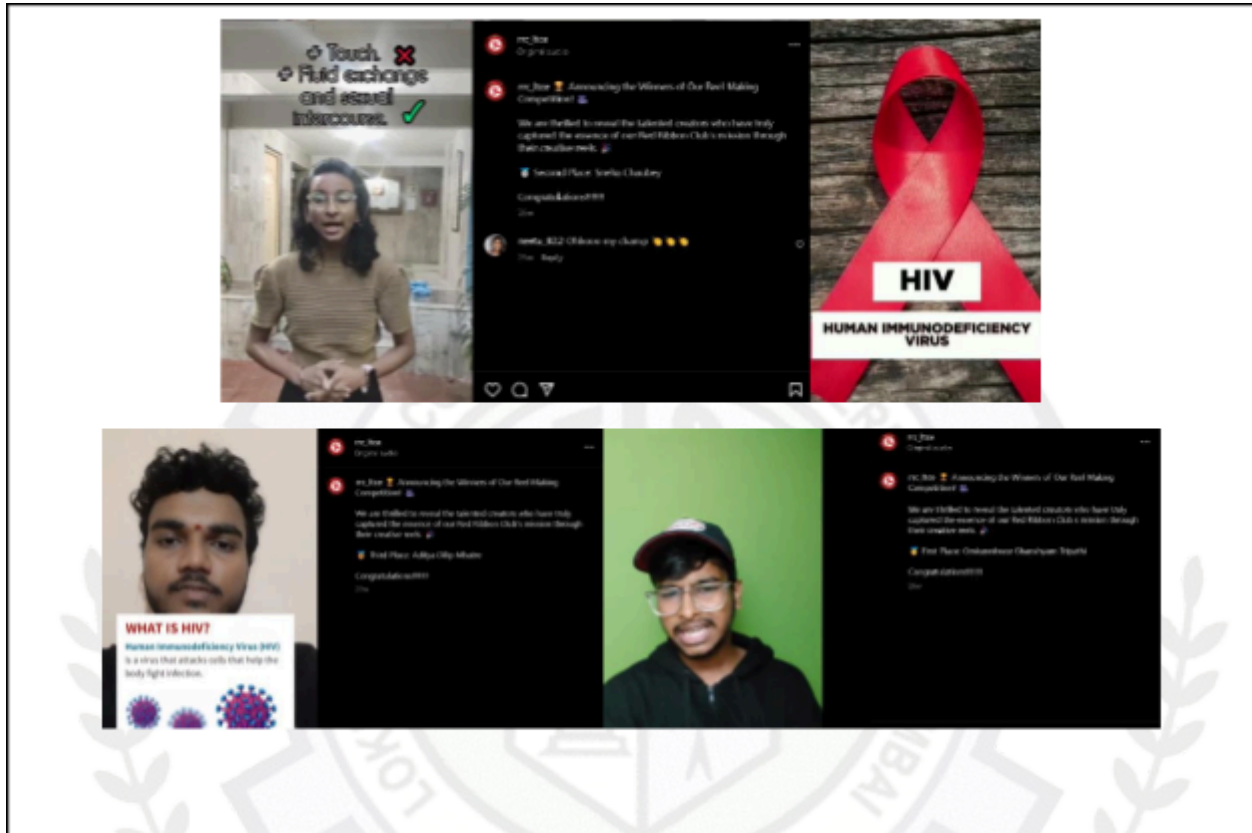 Touch. ❌
Fluid exchange
and sexual
intercourse. ✅
Original audio
🏆 Announcing the Winners of Our Reel Making
Competition!
We are thrilled to reveal the talented creators who have truly
captured the essence of our Red Ribbon Club's mission through
their creative reels. 🎉
🥈 Second Place: Sneha Chaubey
Congratulations!!!!!!
my champ 👏👏👏
Reply
HIV
HUMAN IMMUNODEFICIENCY
VIRUS
WHAT IS HIV?
Human Immunodeficiency Virus (HIV)
is a virus that attacks cells that help the
body fight infection.
Original audio
🏆 Announcing the Winners of Our Reel Making
Competition!
We are thrilled to reveal the talented creators who have truly
captured the essence of our Red Ribbon Club's mission through
their creative reels. 🎉
🥉 Third Place: Aditya Dilip Mhatre
Congratulations!!!!!!
Original audio
🏆 Announcing the Winners of Our Reel Making
Competition!
We are thrilled to reveal the talented creators who have truly
captured the essence of our Red Ribbon Club's mission through
their creative reels. 🎉
🥇 First Place: Omkareshwar Ghanshyam Tripathi
Congratulations!!!!!!
LOK
MBAI